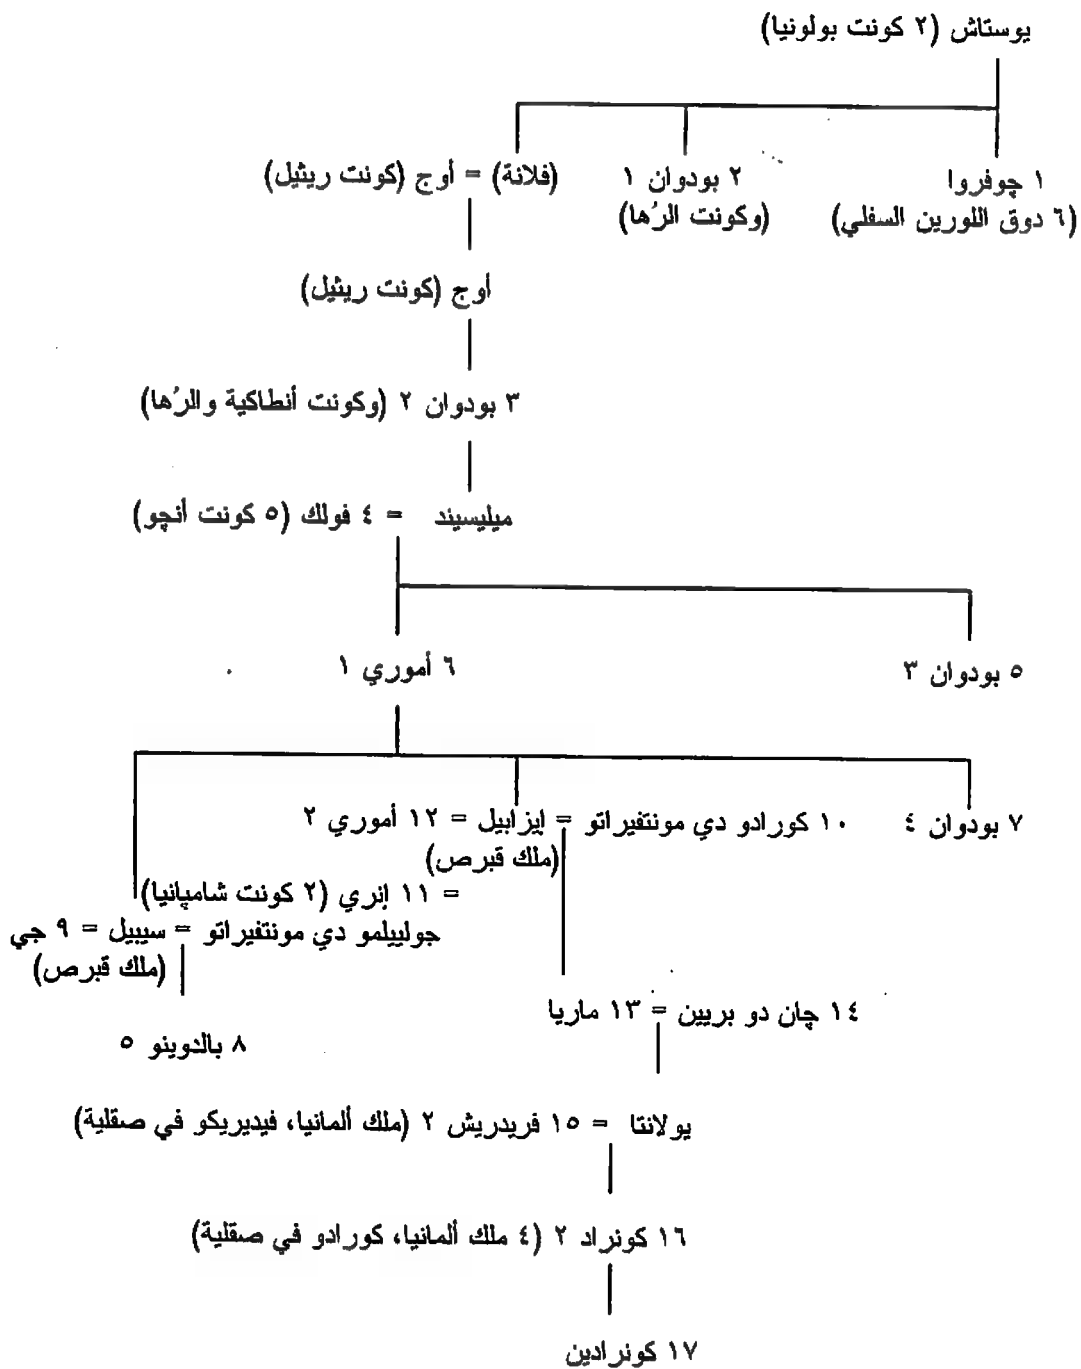 يوستاش (٢ كونت بولونيا)
١ چوفروا
(٦ دوق اللورين السفلي)
٢ بودوان ١
(وكونت الرُها)
(فلانة) = أوج (كونت ريثيل)
أوج (كونت ريثيل)
٣ بودوان ٢ (وكونت أنطاكية والرُها)
ميليسيند = ٤ فولك (٥ كونت أنچو)
٥ بودوان ٣
٦ أموري ١
٧ بودوان ٤
١٠ كورادو دي مونتفيراتو = إيزابيل = ١٢ أموري ٢
(ملك قبرص)
= ١١ إنري (٢ كونت شامپانيا)
جولييلمو دي مونتفيراتو = سيبيل = ٩ جي
(ملك قبرص)
٨ بالدوينو ٥
١٤ چان دو بريين = ١٣ ماريا
يولانتا = ١٥ فريدريش ٢ (ملك ألمانيا، فيديريكو في صقلية)
١٦ كونراد ٢ (٤ ملك ألمانيا، كورادو في صقلية)
١٧ كونرادين